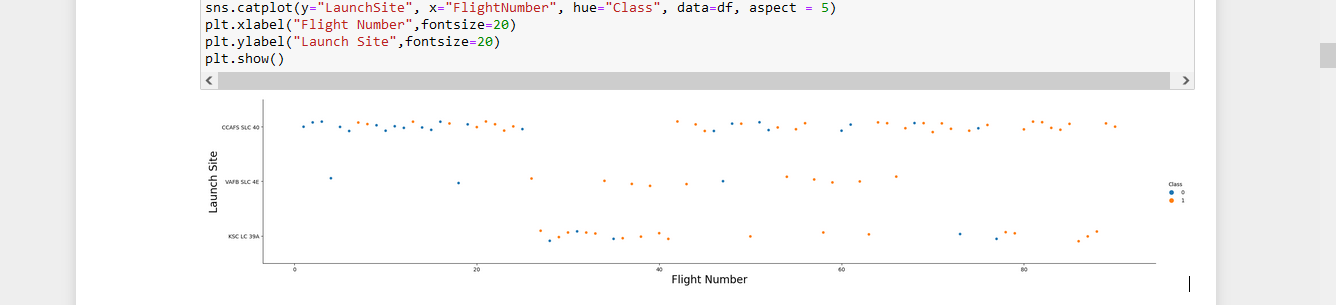 sns.catplot(y="LaunchSite", x="FlightNumber", hue="Class", data=df, aspect = 5)
plt.xlabel("Flight Number",fontsize=20)
plt.ylabel("Launch Site",fontsize=20)
plt.show()
CCAFS SLC 40
VAFB SLC 4E
KSC LC 39A
Launch Site
Class
0
1
0 20 40 60 80
Flight Number